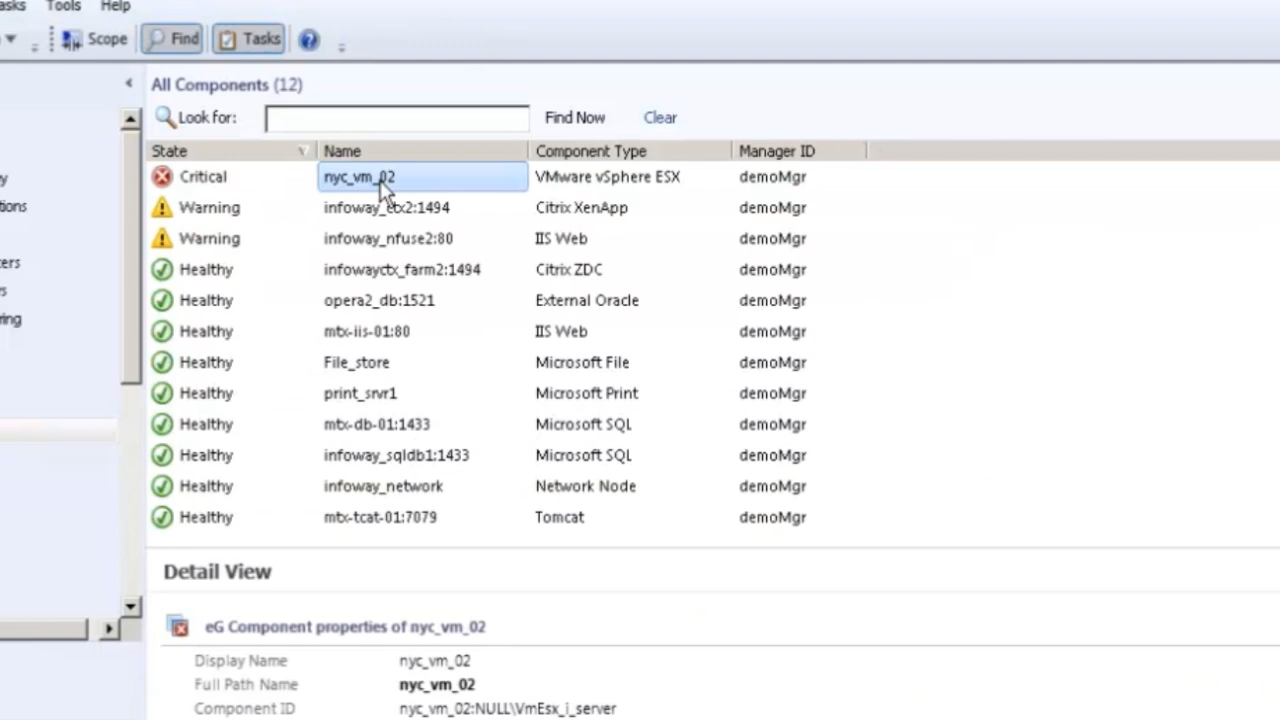 Tools Help
Scope Find Tasks
All Components (12)
Look for: Find Now Clear
State Name Component Type Manager ID
Critical nyc_vm_02 VMware vSphere ESX demoMgr
Warning infoway_ctx2:1494 Citrix XenApp demoMgr
Warning infoway_nfuse2:80 IIS Web demoMgr
Healthy infowayctx_farm2:1494 Citrix ZDC demoMgr
Healthy opera2_db:1521 External Oracle demoMgr
Healthy mtx-iis-01:80 IIS Web demoMgr
Healthy File_store Microsoft File demoMgr
Healthy print_srvr1 Microsoft Print demoMgr
Healthy mtx-db-01:1433 Microsoft SQL demoMgr
Healthy infoway_sqldb1:1433 Microsoft SQL demoMgr
Healthy infoway_network Network Node demoMgr
Healthy mtx-tcat-01:7079 Tomcat demoMgr
Detail View
eG Component properties of nyc_vm_02
Display Name nyc_vm_02
Full Path Name nyc_vm_02
Component ID nyc_vm_02:NULL\VmEsx_i_server